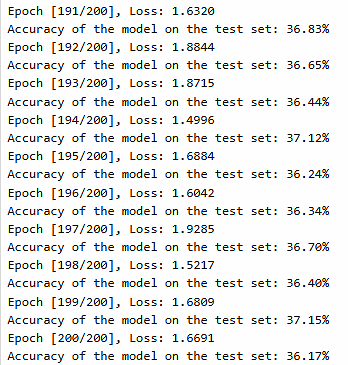 Epoch [191/200], Loss: 1.6320
Accuracy of the model on the test set: 36.83%
Epoch [192/200], Loss: 1.8844
Accuracy of the model on the test set: 36.65%
Epoch [193/200], Loss: 1.8715
Accuracy of the model on the test set: 36.44%
Epoch [194/200], Loss: 1.4996
Accuracy of the model on the test set: 37.12%
Epoch [195/200], Loss: 1.6884
Accuracy of the model on the test set: 36.24%
Epoch [196/200], Loss: 1.6042
Accuracy of the model on the test set: 36.34%
Epoch [197/200], Loss: 1.9285
Accuracy of the model on the test set: 36.70%
Epoch [198/200], Loss: 1.5217
Accuracy of the model on the test set: 36.40%
Epoch [199/200], Loss: 1.6809
Accuracy of the model on the test set: 37.15%
Epoch [200/200], Loss: 1.6691
Accuracy of the model on the test set: 36.17%